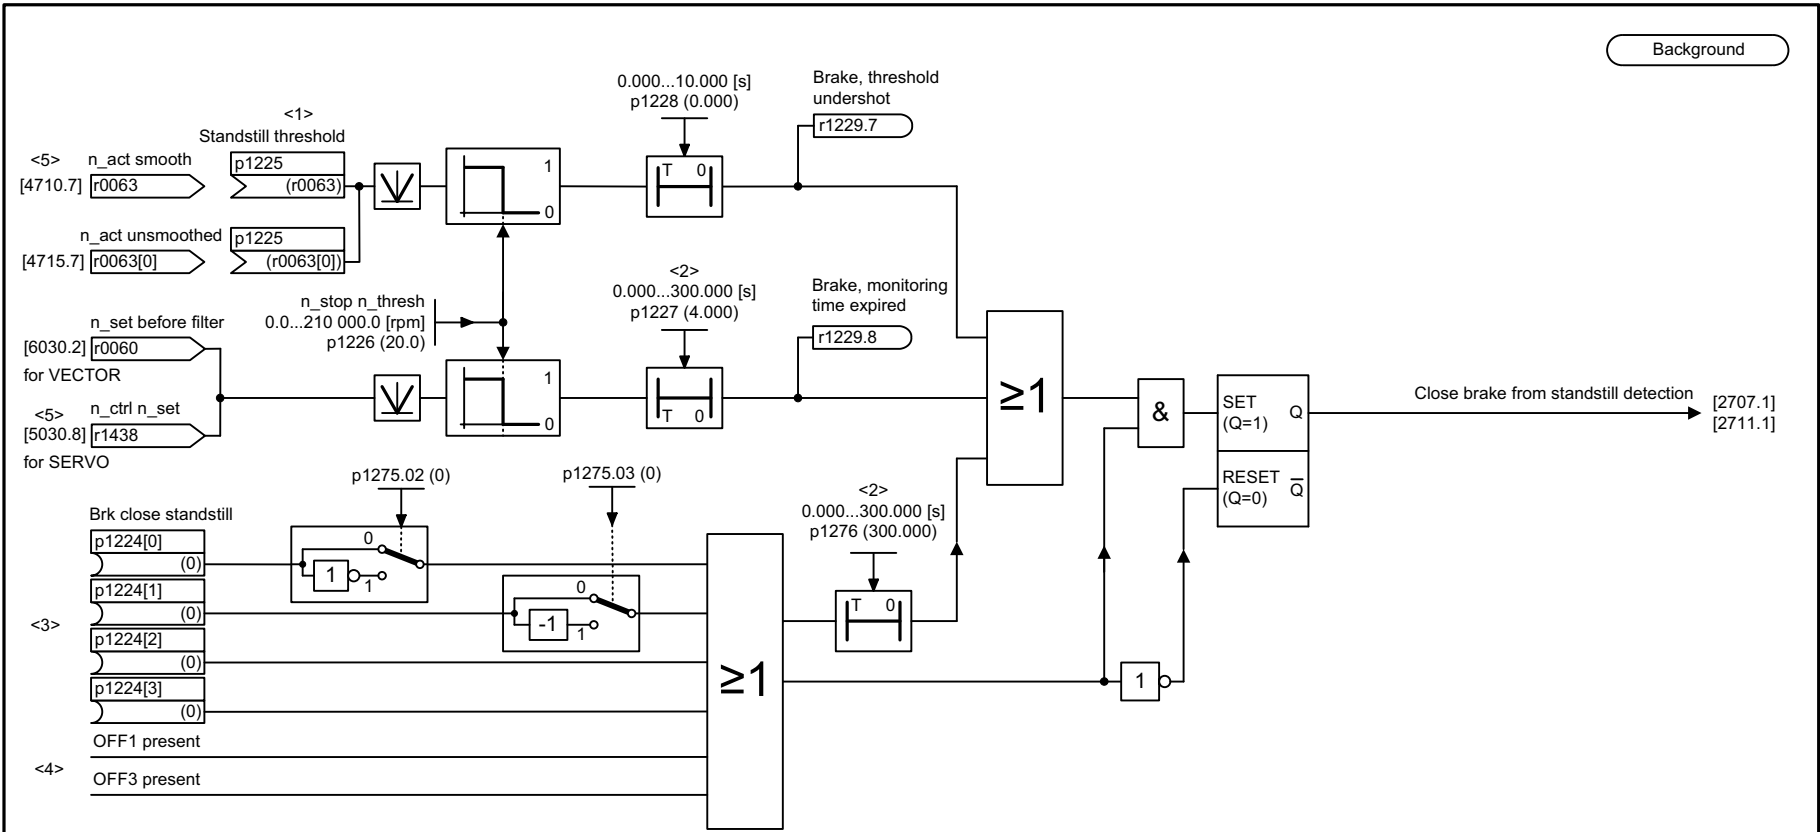 Background
<1>
Standstill threshold
<5>
n_act smooth
[4710.7]
r0063
p1225
(r0063)
1
0
0.000...10.000 [s]
p1228 (0.000)
T 0
Brake, threshold
undershot
r1229.7
n_act unsmoothed
[4715.7]
r0063[0]
p1225
(r0063[0])
n_stop n_thresh
0.0...210 000.0 [rpm]
p1226 (20.0)
<2>
0.000...300.000 [s]
p1227 (4.000)
T 0
Brake, monitoring
time expired
r1229.8
n_set before filter
[6030.2]
r0060
for VECTOR
<5>
n_ctrl n_set
[5030.8]
r1438
for SERVO
1
0
≥1
&
SET
(Q=1)
Q
RESET
(Q=0)
Q̅
Close brake from standstill detection
[2707.1]
[2711.1]
p1275.02 (0)
p1275.03 (0)
Brk close standstill
p1224[0]
(0)
0
1
1
p1224[1]
(0)
0
-1
1
<3>
p1224[2]
(0)
p1224[3]
(0)
<4>
OFF1 present
OFF3 present
≥1
<2>
0.000...300.000 [s]
p1276 (300.000)
T 0
1